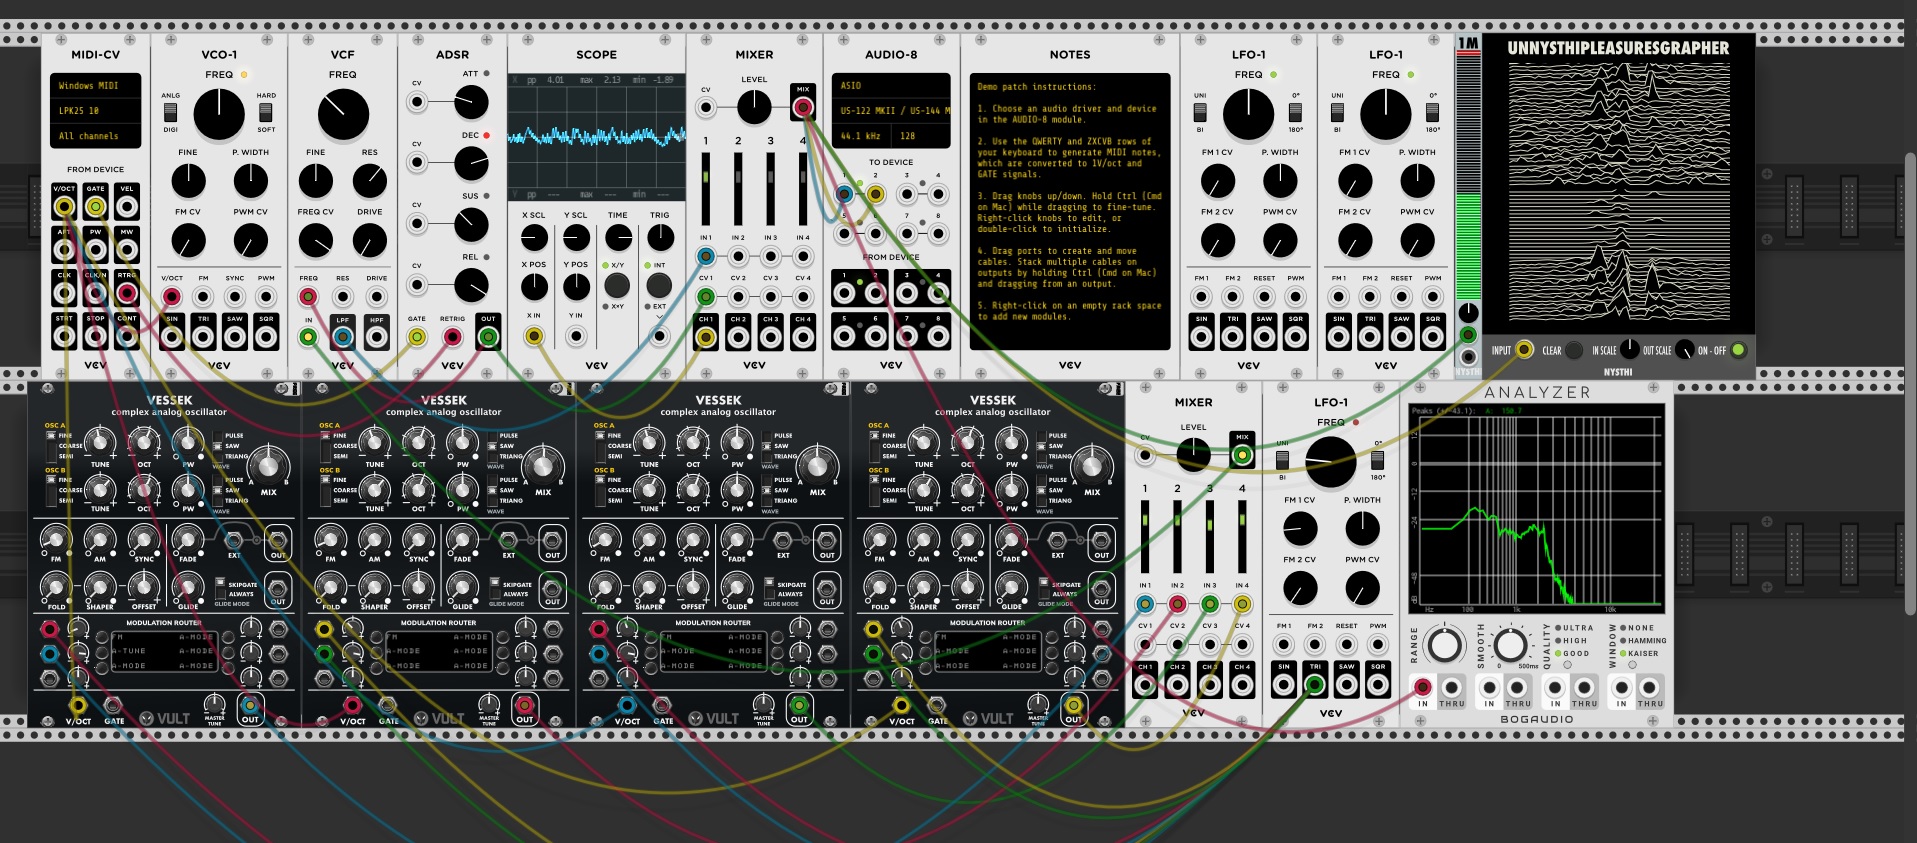 MIDI-CV
Windows MIDI
LPK25 10
All channels
FROM DEVICE
V/OCT GATE VEL
AFT PW MW
CLK CLK/N RTRG
STRT STOP CONT
VCV
VCO-1
FREQ
ANLG HARD
DIGI SOFT
FINE P. WIDTH
FM CV PWM CV
V/OCT FM SYNC PWM
SIN TRI SAW SQR
VCF
FREQ
FINE RES
FREQ CV DRIVE
FREQ RES DRIVE
IN LPF HPF
VCV
ADSR
CV ATT
CV DEC
CV SUS
CV REL
GATE RETRIG OUT
SCOPE
X pp 4.01 max 2.13 min -1.89
Y pp --- max --- min ---
X SCL Y SCL TIME TRIG
X POS Y POS X/Y INT
X×Y EXT
X IN Y IN
MIXER
LEVEL
CV MIX
1 2 3 4
IN 1 IN 2 IN 3 IN 4
CV 1 CV 2 CV 3 CV 4
CH 1 CH 2 CH 3 CH 4
VCV
AUDIO-8
ASIO
US-122 MKII / US-144 M
44.1 kHz 128
TO DEVICE
1 2 3 4
5 6 7 8
FROM DEVICE
1 2 3 4
5 6 7 8
VCV
NOTES
Demo patch instructions:
1. Choose an audio driver and device
in the AUDIO-8 module.
2. Use the QWERTY and ZXCVB rows of
your keyboard to generate MIDI notes,
which are converted to 1V/oct and
GATE signals.
3. Drag knobs up/down. Hold Ctrl (Cmd
on Mac) while dragging to fine-tune.
Right-click knobs to edit, or
double-click to initialize.
4. Drag ports to create and move
cables. Stack multiple cables on
outputs by holding Ctrl (Cmd on Mac)
and dragging from an output.
5. Right-click on an empty rack space
to add new modules.
VCV
LFO-1
FREQ
UNI 0°
BI 180°
FM 1 CV P. WIDTH
FM 2 CV PWM CV
FM 1 FM 2 RESET PWM
SIN TRI SAW SQR
VCV
LFO-1
FREQ
UNI 0°
BI 180°
FM 1 CV P. WIDTH
FM 2 CV PWM CV
FM 1 FM 2 RESET PWM
SIN TRI SAW SQR
VCV
1M
NYSTHI
UNNYSTHIPLEASURESGRAPHER
INPUT CLEAR IN SCALE OUT SCALE ON - OFF
NYSTHI
VESSEK
complex analog oscillator
OSC A
FINE
COARSE
SEMI
TUNE OCT PW
PULSE
SAW
TRIANG
WAVE
OSC B
FINE
COARSE
SEMI
TUNE OCT PW
PULSE
SAW
TRIANG
WAVE
A B
MIX
FM AM SYNC FADE EXT OUT
FOLD SHAPER OFFSET GLIDE
SKIPGATE
ALWAYS
GLIDE MODE
OUT
MODULATION ROUTER
FM A-MODE
A-TUNE A-MODE
A-MODE A-MODE
V/OCT GATE VULT MASTER TUNE OUT
VESSEK
complex analog oscillator
OSC A
FINE
COARSE
SEMI
TUNE OCT PW
PULSE
SAW
TRIANG
WAVE
OSC B
FINE
COARSE
SEMI
TUNE OCT PW
PULSE
SAW
TRIANG
WAVE
A B
MIX
FM AM SYNC FADE EXT OUT
FOLD SHAPER OFFSET GLIDE
SKIPGATE
ALWAYS
GLIDE MODE
OUT
MODULATION ROUTER
FM A-MODE
A-MODE A-MODE
A-MODE A-MODE
V/OCT GATE VULT MASTER TUNE OUT
VESSEK
complex analog oscillator
OSC A
FINE
COARSE
SEMI
TUNE OCT PW
PULSE
SAW
TRIANG
WAVE
OSC B
FINE
COARSE
SEMI
TUNE OCT PW
PULSE
SAW
TRIANG
WAVE
A B
MIX
FM AM SYNC FADE EXT OUT
FOLD SHAPER OFFSET GLIDE
SKIPGATE
ALWAYS
GLIDE MODE
OUT
MODULATION ROUTER
FM A-MODE
A-MODE A-MODE
A-MODE A-MODE
V/OCT GATE VULT MASTER TUNE OUT
VESSEK
complex analog oscillator
OSC A
FINE
COARSE
SEMI
TUNE OCT PW
PULSE
SAW
TRIANG
WAVE
OSC B
FINE
COARSE
SEMI
TUNE OCT PW
PULSE
SAW
TRIANG
WAVE
A B
MIX
FM AM SYNC FADE EXT OUT
FOLD SHAPER OFFSET GLIDE
SKIPGATE
ALWAYS
GLIDE MODE
OUT
MODULATION ROUTER
FM A-MODE
A-MODE A-MODE
A-MODE A-MODE
V/OCT GATE VULT MASTER TUNE OUT
MIXER
LEVEL
CV MIX
1 2 3 4
IN 1 IN 2 IN 3 IN 4
CV 1 CV 2 CV 3 CV 4
CH 1 CH 2 CH 3 CH 4
VCV
LFO-1
FREQ
UNI 0°
BI 180°
FM 1 CV P. WIDTH
FM 2 CV PWM CV
FM 1 FM 2 RESET PWM
SIN TRI SAW SQR
VCV
ANALYZER
Peaks (+/-43.1): A: 150.7
12
0
-12
-24
-48
dB
Hz 100 1k 10k
RANGE
SMOOTH
0 500ms
QUALITY
ULTRA
HIGH
GOOD
WINDOW
NONE
HAMMING
KAISER
IN THRU IN THRU IN THRU IN THRU
BOGAUDIO